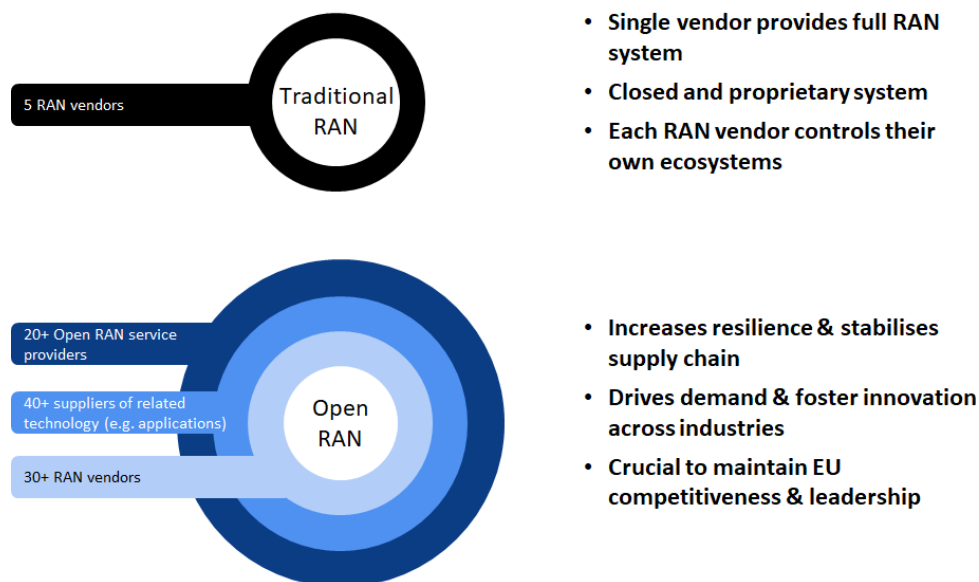 5 RAN vendors
Traditional
RAN
• Single vendor provides full RAN
system
• Closed and proprietary system
• Each RAN vendor controls their
own ecosystems
20+ Open RAN service
providers
40+ suppliers of related
technology (e.g. applications)
30+ RAN vendors
Open
RAN
• Increases resilience & stabilises
supply chain
• Drives demand & foster innovation
across industries
• Crucial to maintain EU
competitiveness & leadership